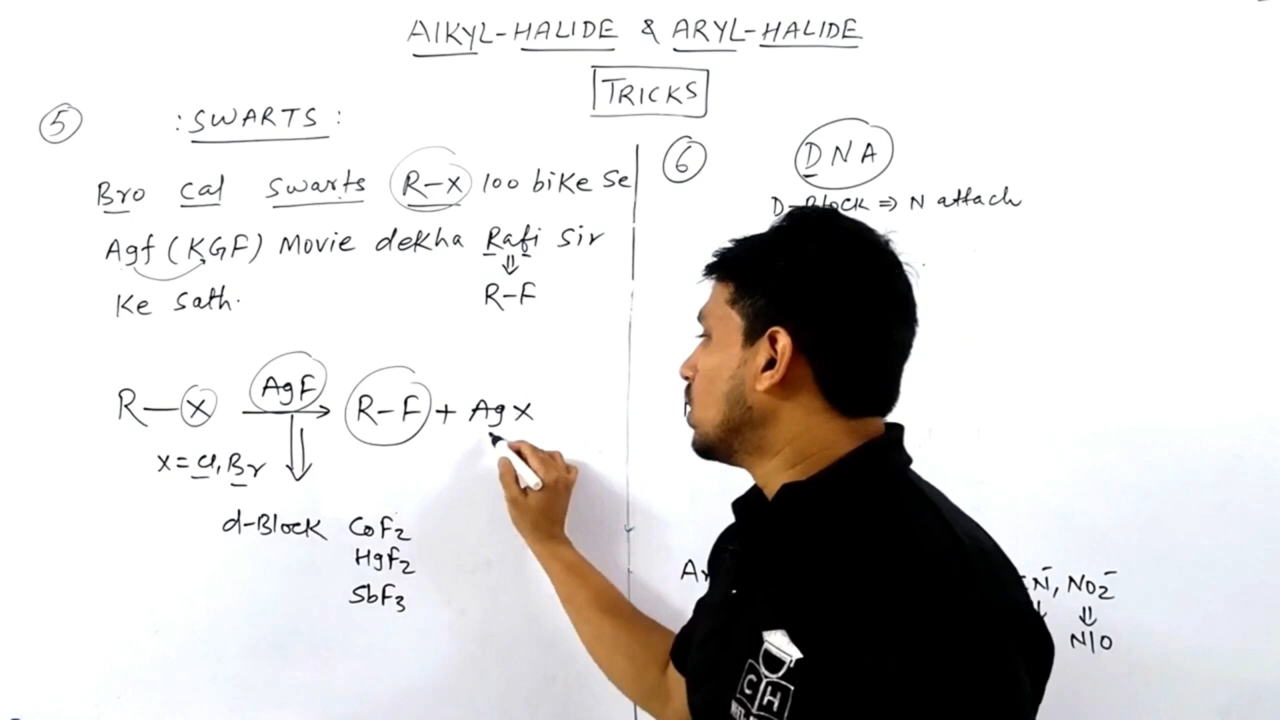 AlKyL-HALIDE & ARYL-HALIDE
TRICKS
5 :SWARTS:
Bro cal swarts R-X 100 bike se
Agf (KGF) Movie dekha Rafi sir
⇓
Ke sath. R-F
R—X AgF→ R-F + AgX
X = Cl, Br
d-Block CoF2
HgF2
SbF3
6 DNA
D-Block ⇒ N attach
N⁻, NO2⁻
⇓
N/O
C H